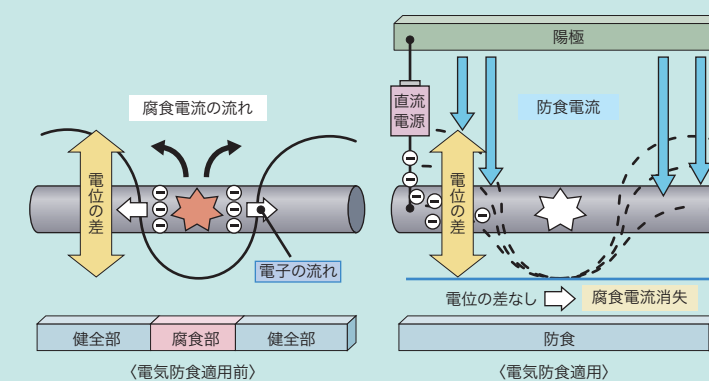 腐食電流の流れ
電位の差
電子の流れ
健全部
腐食部
健全部
〈電気防食適用前〉
陽極
直流
電源
防食電流
電位の差
電位の差なし
腐食電流消失
防食
〈電気防食適用〉